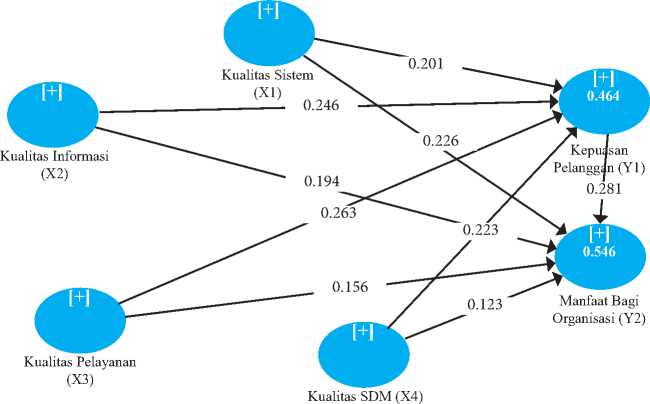 [+]
Kualitas Sistem
(X1)
0.201
[+]
0.464
[+]
0.246
Kualitas Informasi
(X2)
0.226
Kepuasan
Pelanggan (Y1)
0.194
0.281
0.263
0.223
[+]
0.546
[+]
0.156
Manfaat Bagi
Organisasi (Y2)
0.123
[+]
Kualitas Pelayanan
(X3)
Kualitas SDM (X4)